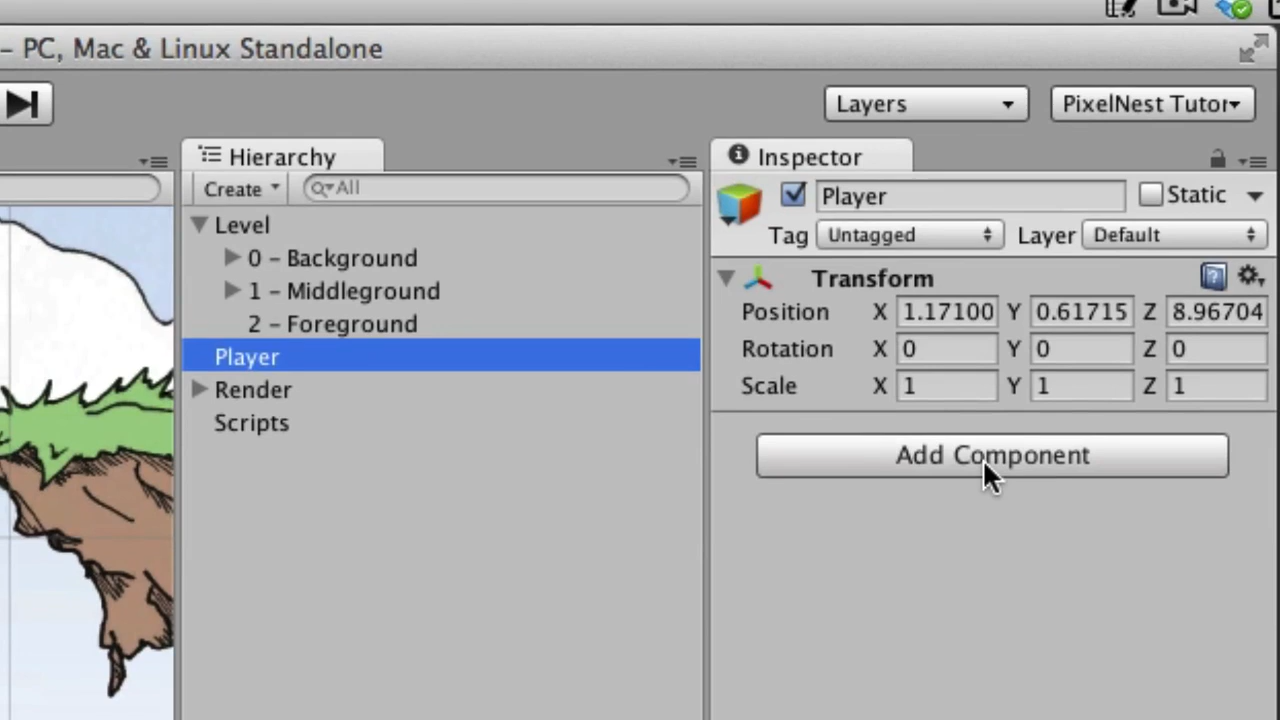 – PC, Mac & Linux Standalone
Layers
PixelNest Tutor
Hierarchy
Create
All
Level
0 – Background
1 – Middleground
2 – Foreground
Player
Render
Scripts
Inspector
Player
Static
Tag Untagged Layer Default
Transform
Position X 1.17100 Y 0.61715 Z 8.96704
Rotation X 0 Y 0 Z 0
Scale X 1 Y 1 Z 1
Add Component